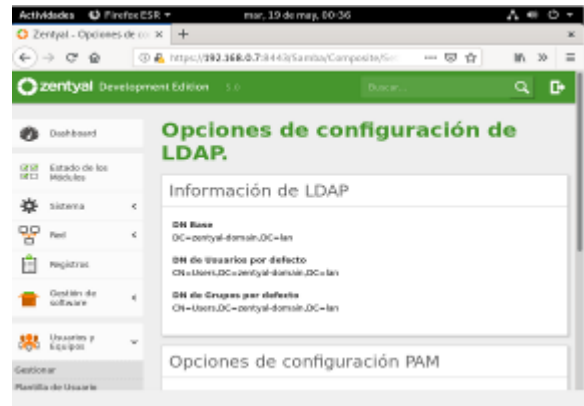 Actividades Firefox ESR mar, 19 de may, 00:36
Zentyal - Opciones de co
https://192.168.0.7:8443/Samba/Composite/Set
zentyal Development Edition 5.0 Buscar...
Opciones de configuración de
LDAP.
Dashboard
Estado de los
Módulos
Sistema
Red
Registros
Gestión de
software
Usuarios y
Equipos
Gestionar
Plantilla de Usuario
Información de LDAP
DN Base
DC=zentyal-domain,DC=lan
DN de Usuarios por defecto
CN=Users,DC=zentyal-domain,DC=lan
DN de Grupos por defecto
CN=Users,DC=zentyal-domain,DC=lan
Opciones de configuración PAM